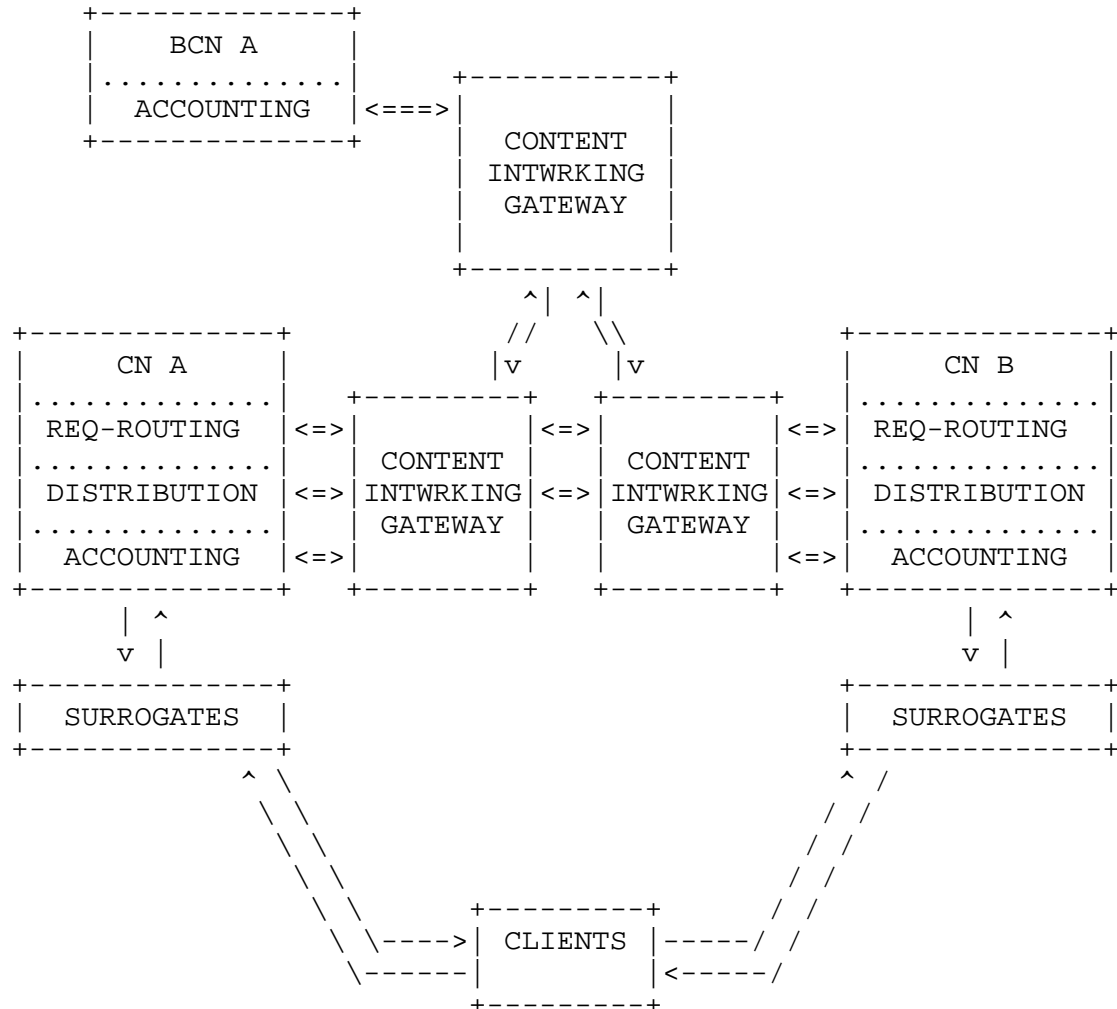 BCN A
ACCOUNTING <===>
CONTENT
INTWRKING
GATEWAY
CN A CN B
REQ-ROUTING <=> <=> <=> REQ-ROUTING
CONTENT CONTENT
DISTRIBUTION <=> INTWRKING <=> INTWRKING <=> DISTRIBUTION
GATEWAY GATEWAY
ACCOUNTING <=> <=> ACCOUNTING
SURROGATES SURROGATES
CLIENTS